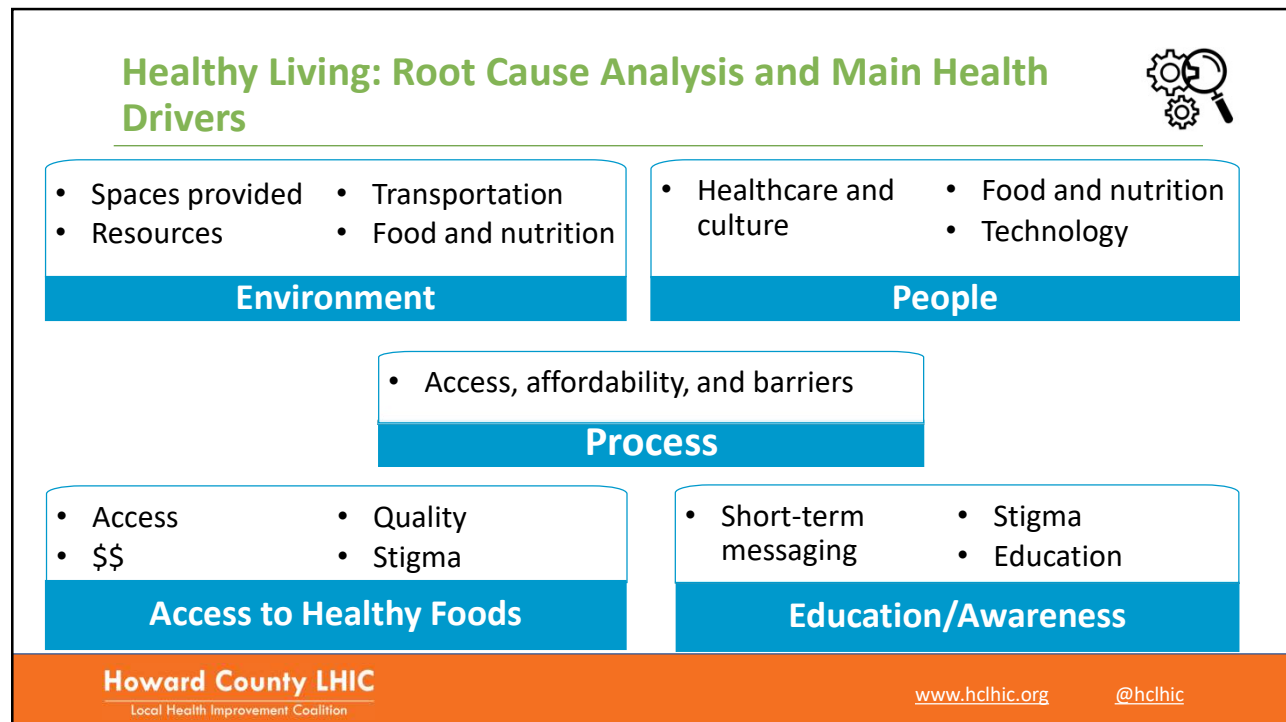 Healthy Living: Root Cause Analysis and Main Health
Drivers
• Spaces provided
• Resources
• Transportation
• Food and nutrition
Environment
• Healthcare and
culture
• Food and nutrition
• Technology
People
• Access, affordability, and barriers
Process
• Access
• $$
• Quality
• Stigma
Access to Healthy Foods
• Short-term
messaging
• Stigma
• Education
Education/Awareness
Howard County LHIC
Local Health Improvement Coalition
www.hclhic.org
@hclhic